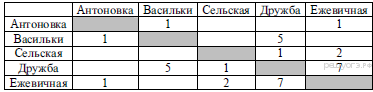 Антоновка Васильки Сельская Дружба Ежевичная
Антоновка 1 1
Васильки 1 5
Сельская 1 2
Дружба 5 1 7
Ежевичная 1 2 7